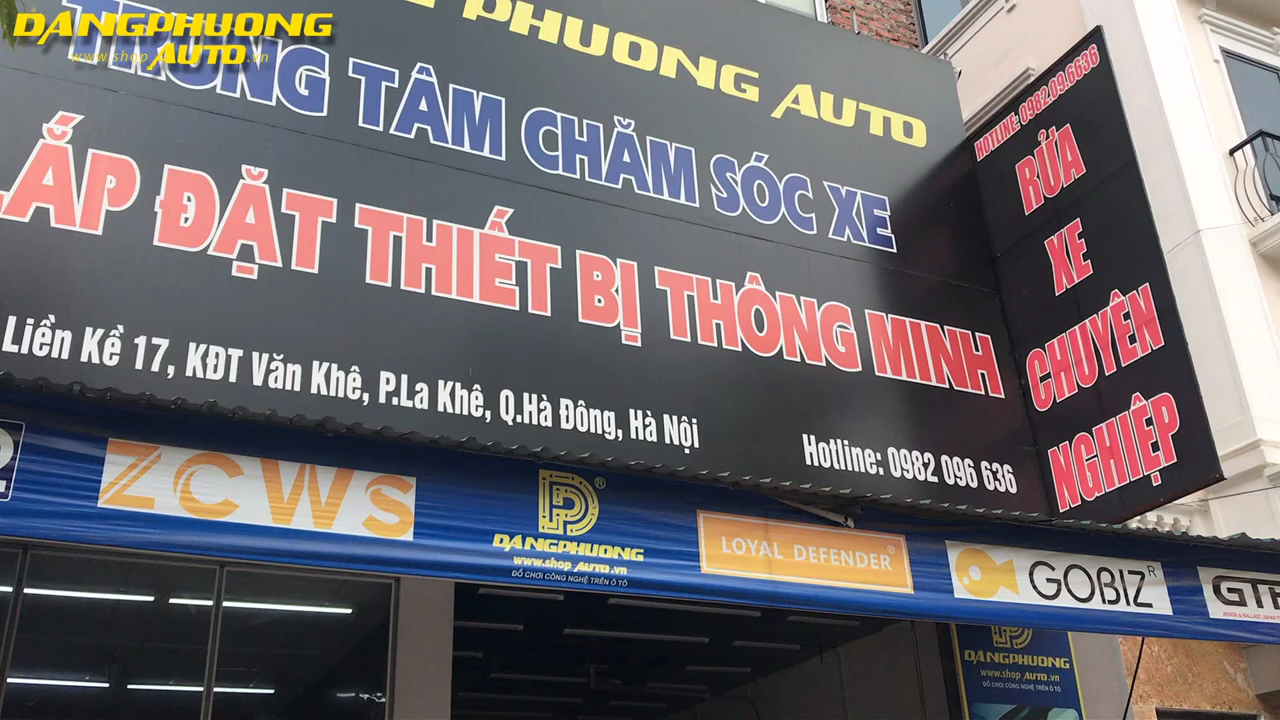 DANGPHUONG
www.shop AUTO.vn
PHUONG AUTO
TRUNG TÂM CHĂM SÓC XE
LẮP ĐẶT THIẾT BỊ THÔNG MINH
Liền Kề 17, KĐT Văn Khê, P.La Khê, Q.Hà Đông, Hà Nội
Hotline: 0982 096 636
HOTLINE: 0982.09.6636
RỬA
XE
CHUYÊN
NGHIỆP
ZCWS
DANGPHUONG
www.shop AUTO.vn
ĐỒ CHƠI CÔNG NGHỆ TRÊN Ô TÔ
LOYAL DEFENDER®
GOBIZ R
DANGPHUONG
www.shop AUTO.vn
ĐỒ CHƠI CÔNG NGHỆ TRÊN Ô TÔ